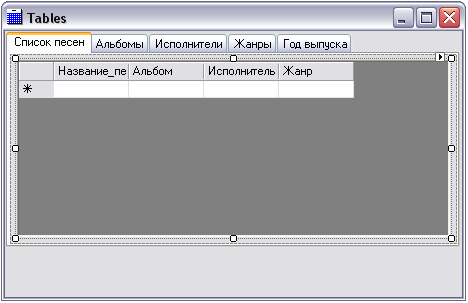 Tables
Список песен Альбомы Исполнители Жанры Год выпуска
Название_пе Альбом Исполнитель Жанр